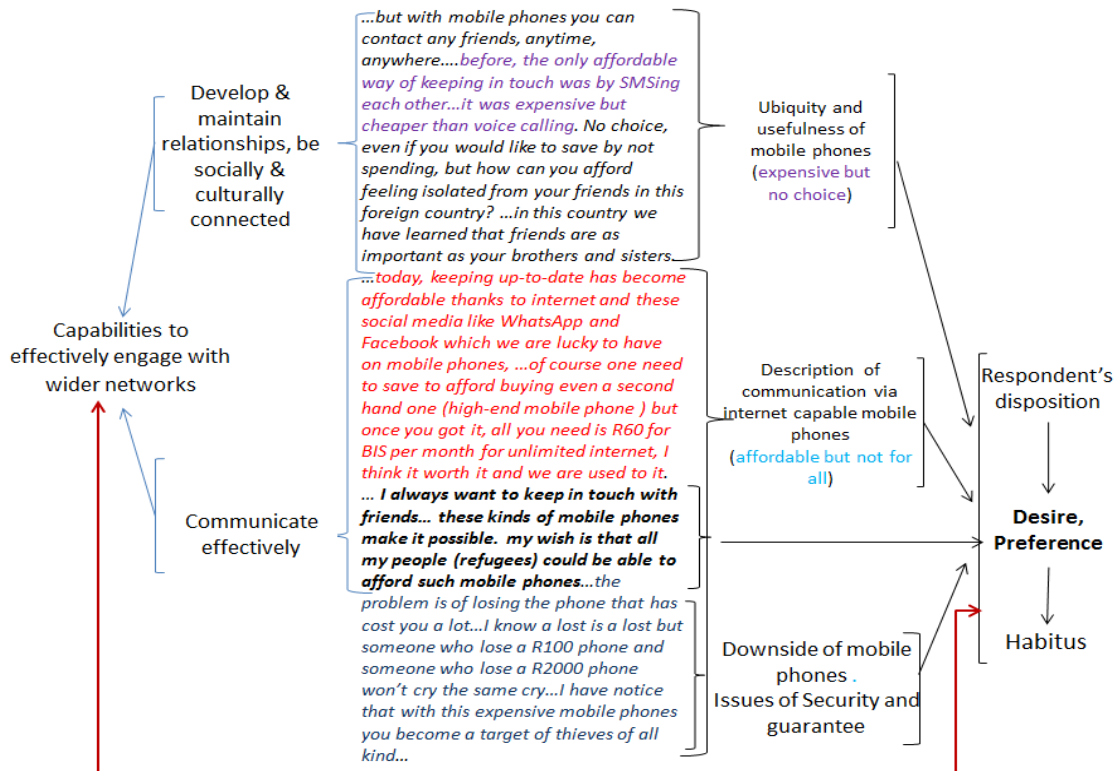 Develop &
maintain
relationships, be
socially &
culturally
connected
Capabilities to
effectively engage with
wider networks
Communicate
effectively
...but with mobile phones you can
contact any friends, anytime,
anywhere....before, the only affordable
way of keeping in touch was by SMSing
each other...it was expensive but
cheaper than voice calling. No choice,
even if you would like to save by not
spending, but how can you afford
feeling isolated from your friends in this
foreign country? ...in this country we
have learned that friends are as
important as your brothers and sisters.
...today, keeping up-to-date has become
affordable thanks to internet and these
social media like WhatsApp and
Facebook which we are lucky to have
on mobile phones, ...of course one need
to save to afford buying even a second
hand one (high-end mobile phone ) but
once you got it, all you need is R60 for
BIS per month for unlimited internet, I
think it worth it and we are used to it.
... I always want to keep in touch with
friends... these kinds of mobile phones
make it possible. my wish is that all
my people (refugees) could be able to
afford such mobile phones...the
problem is of losing the phone that has
cost you a lot...I know a lost is a lost but
someone who lose a R100 phone and
someone who lose a R2000 phone
won't cry the same cry...I have notice
that with this expensive mobile phones
you become a target of thieves of all
kind...
Ubiquity and
usefulness of
mobile phones
(expensive but
no choice)
Description of
communication via
internet capable mobile
phones
(affordable but not for
all)
Downside of mobile
phones .
Issues of Security and
guarantee
Respondent's
disposition
Desire,
Preference
Habitus